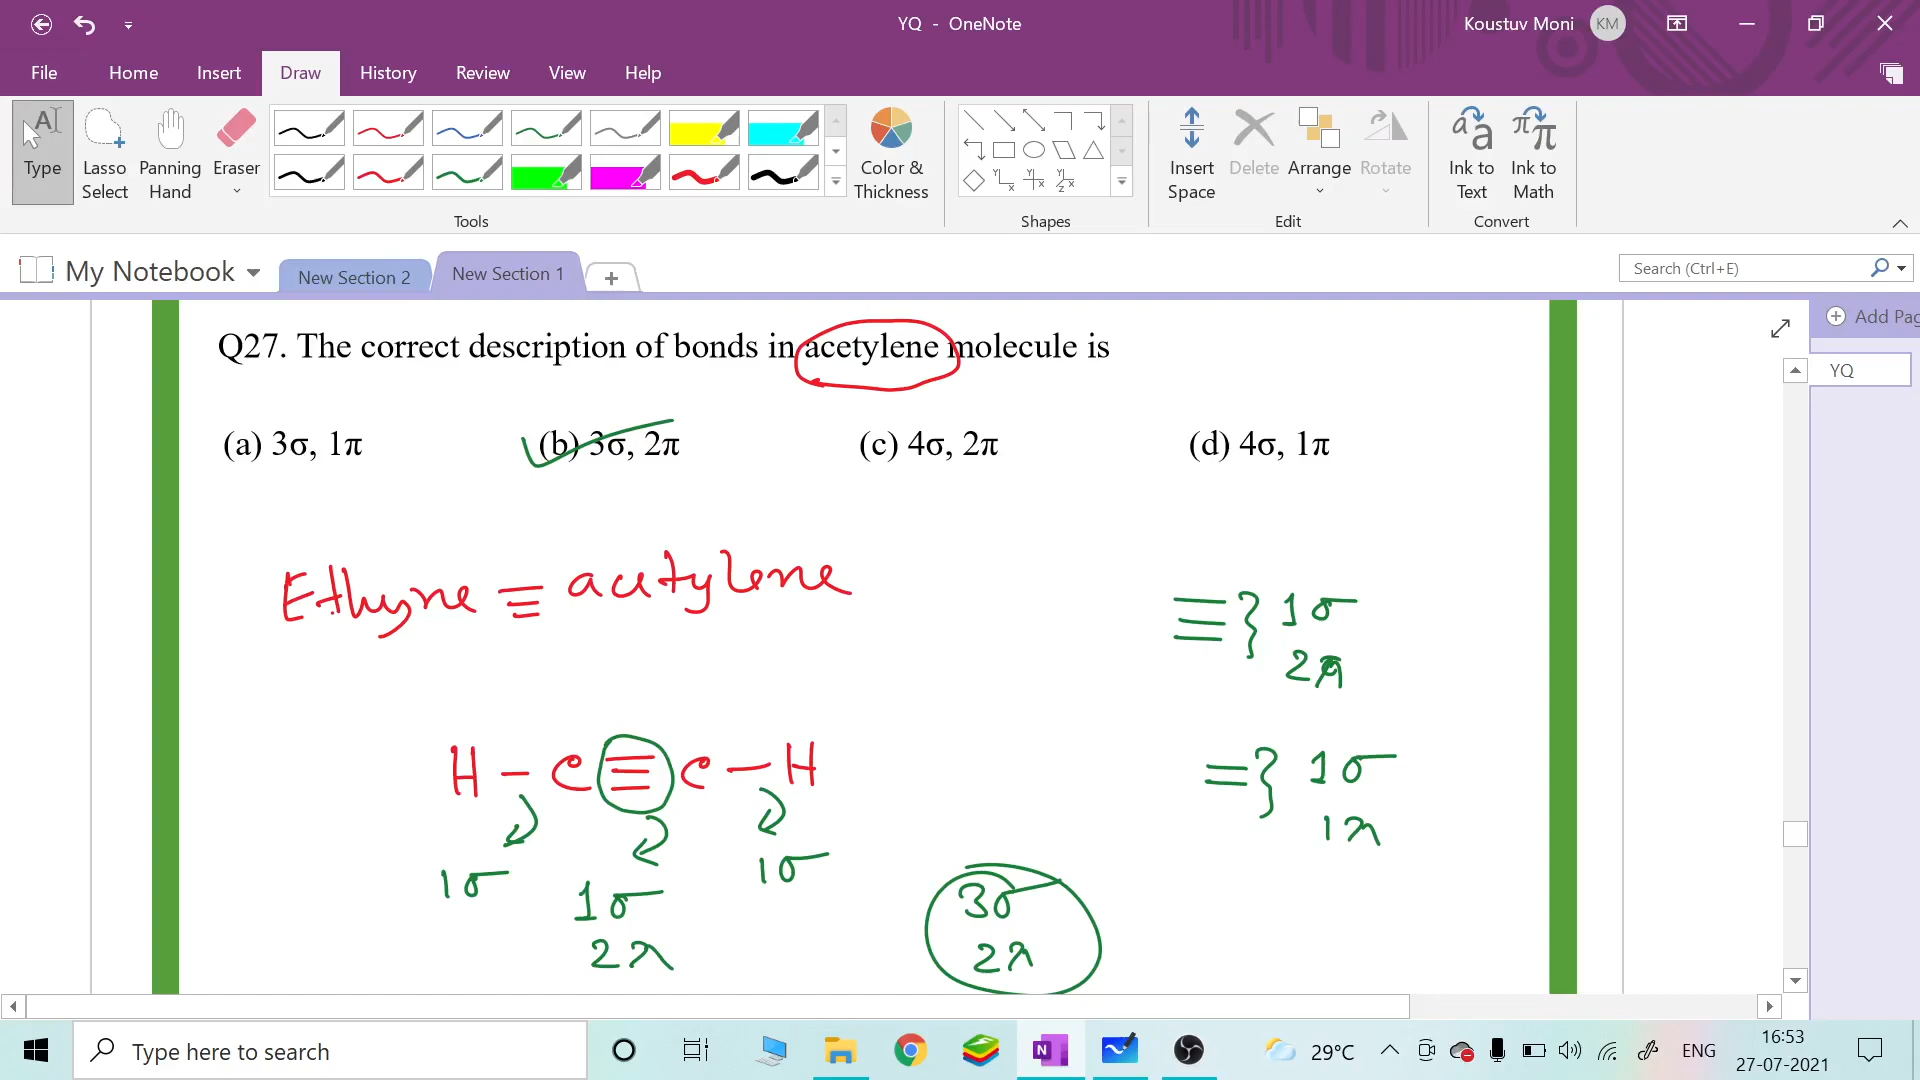 YQ - OneNote
Koustuv Moni KM
File Home Insert Draw History Review View Help
Type
Lasso Select
Panning Hand
Eraser
Color & Thickness
Insert Space
Delete
Arrange
Rotate
Ink to Text
Ink to Math
Tools
Shapes
Edit
Convert
My Notebook
New Section 2
New Section 1
+
Search (Ctrl+E)
Add Pag
YQ
Q27. The correct description of bonds in acetylene molecule is
(a) 3σ, 1π (b) 3σ, 2π (c) 4σ, 2π (d) 4σ, 1π
Ethyne ≡ acetylene
≡ } 1σ
2π
H - C ≡ C - H
= } 1σ
1π
1σ
1σ
2π
1σ
3σ
2π
Type here to search
29°C
ENG
16:53
27-07-2021